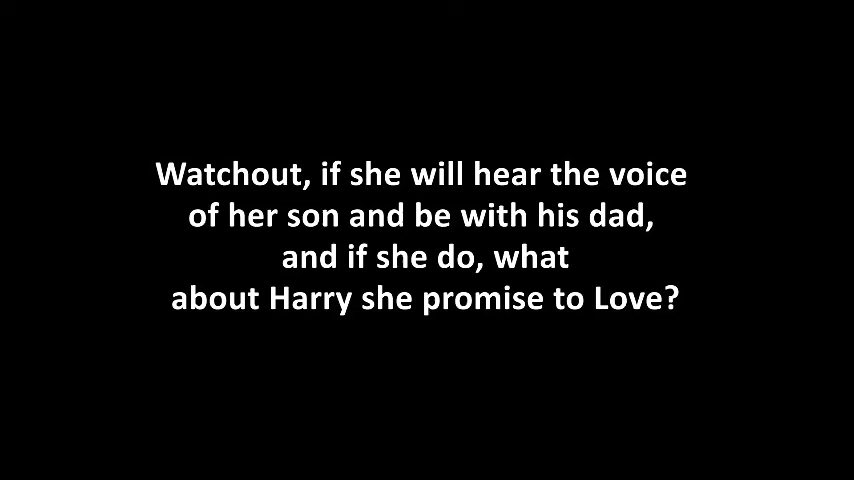 Watchout, if she will hear the voice
of her son and be with his dad,
and if she do, what
about Harry she promise to Love?